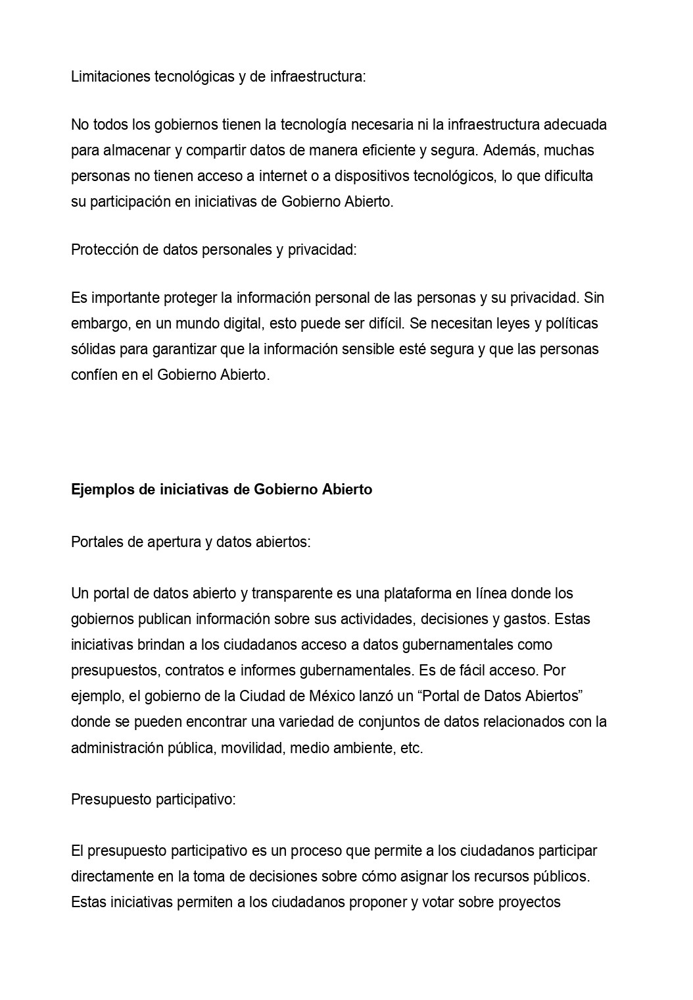 Limitaciones tecnológicas y de infraestructura:
No todos los gobiernos tienen la tecnología necesaria ni la infraestructura adecuada
para almacenar y compartir datos de manera eficiente y segura. Además, muchas
personas no tienen acceso a internet o a dispositivos tecnológicos, lo que dificulta
su participación en iniciativas de Gobierno Abierto.
Protección de datos personales y privacidad:
Es importante proteger la información personal de las personas y su privacidad. Sin
embargo, en un mundo digital, esto puede ser difícil. Se necesitan leyes y políticas
sólidas para garantizar que la información sensible esté segura y que las personas
confíen en el Gobierno Abierto.
Ejemplos de iniciativas de Gobierno Abierto
Portales de apertura y datos abiertos:
Un portal de datos abierto y transparente es una plataforma en línea donde los
gobiernos publican información sobre sus actividades, decisiones y gastos. Estas
iniciativas brindan a los ciudadanos acceso a datos gubernamentales como
presupuestos, contratos e informes gubernamentales. Es de fácil acceso. Por
ejemplo, el gobierno de la Ciudad de México lanzó un “Portal de Datos Abiertos”
donde se pueden encontrar una variedad de conjuntos de datos relacionados con la
administración pública, movilidad, medio ambiente, etc.
Presupuesto participativo:
El presupuesto participativo es un proceso que permite a los ciudadanos participar
directamente en la toma de decisiones sobre cómo asignar los recursos públicos.
Estas iniciativas permiten a los ciudadanos proponer y votar sobre proyectos